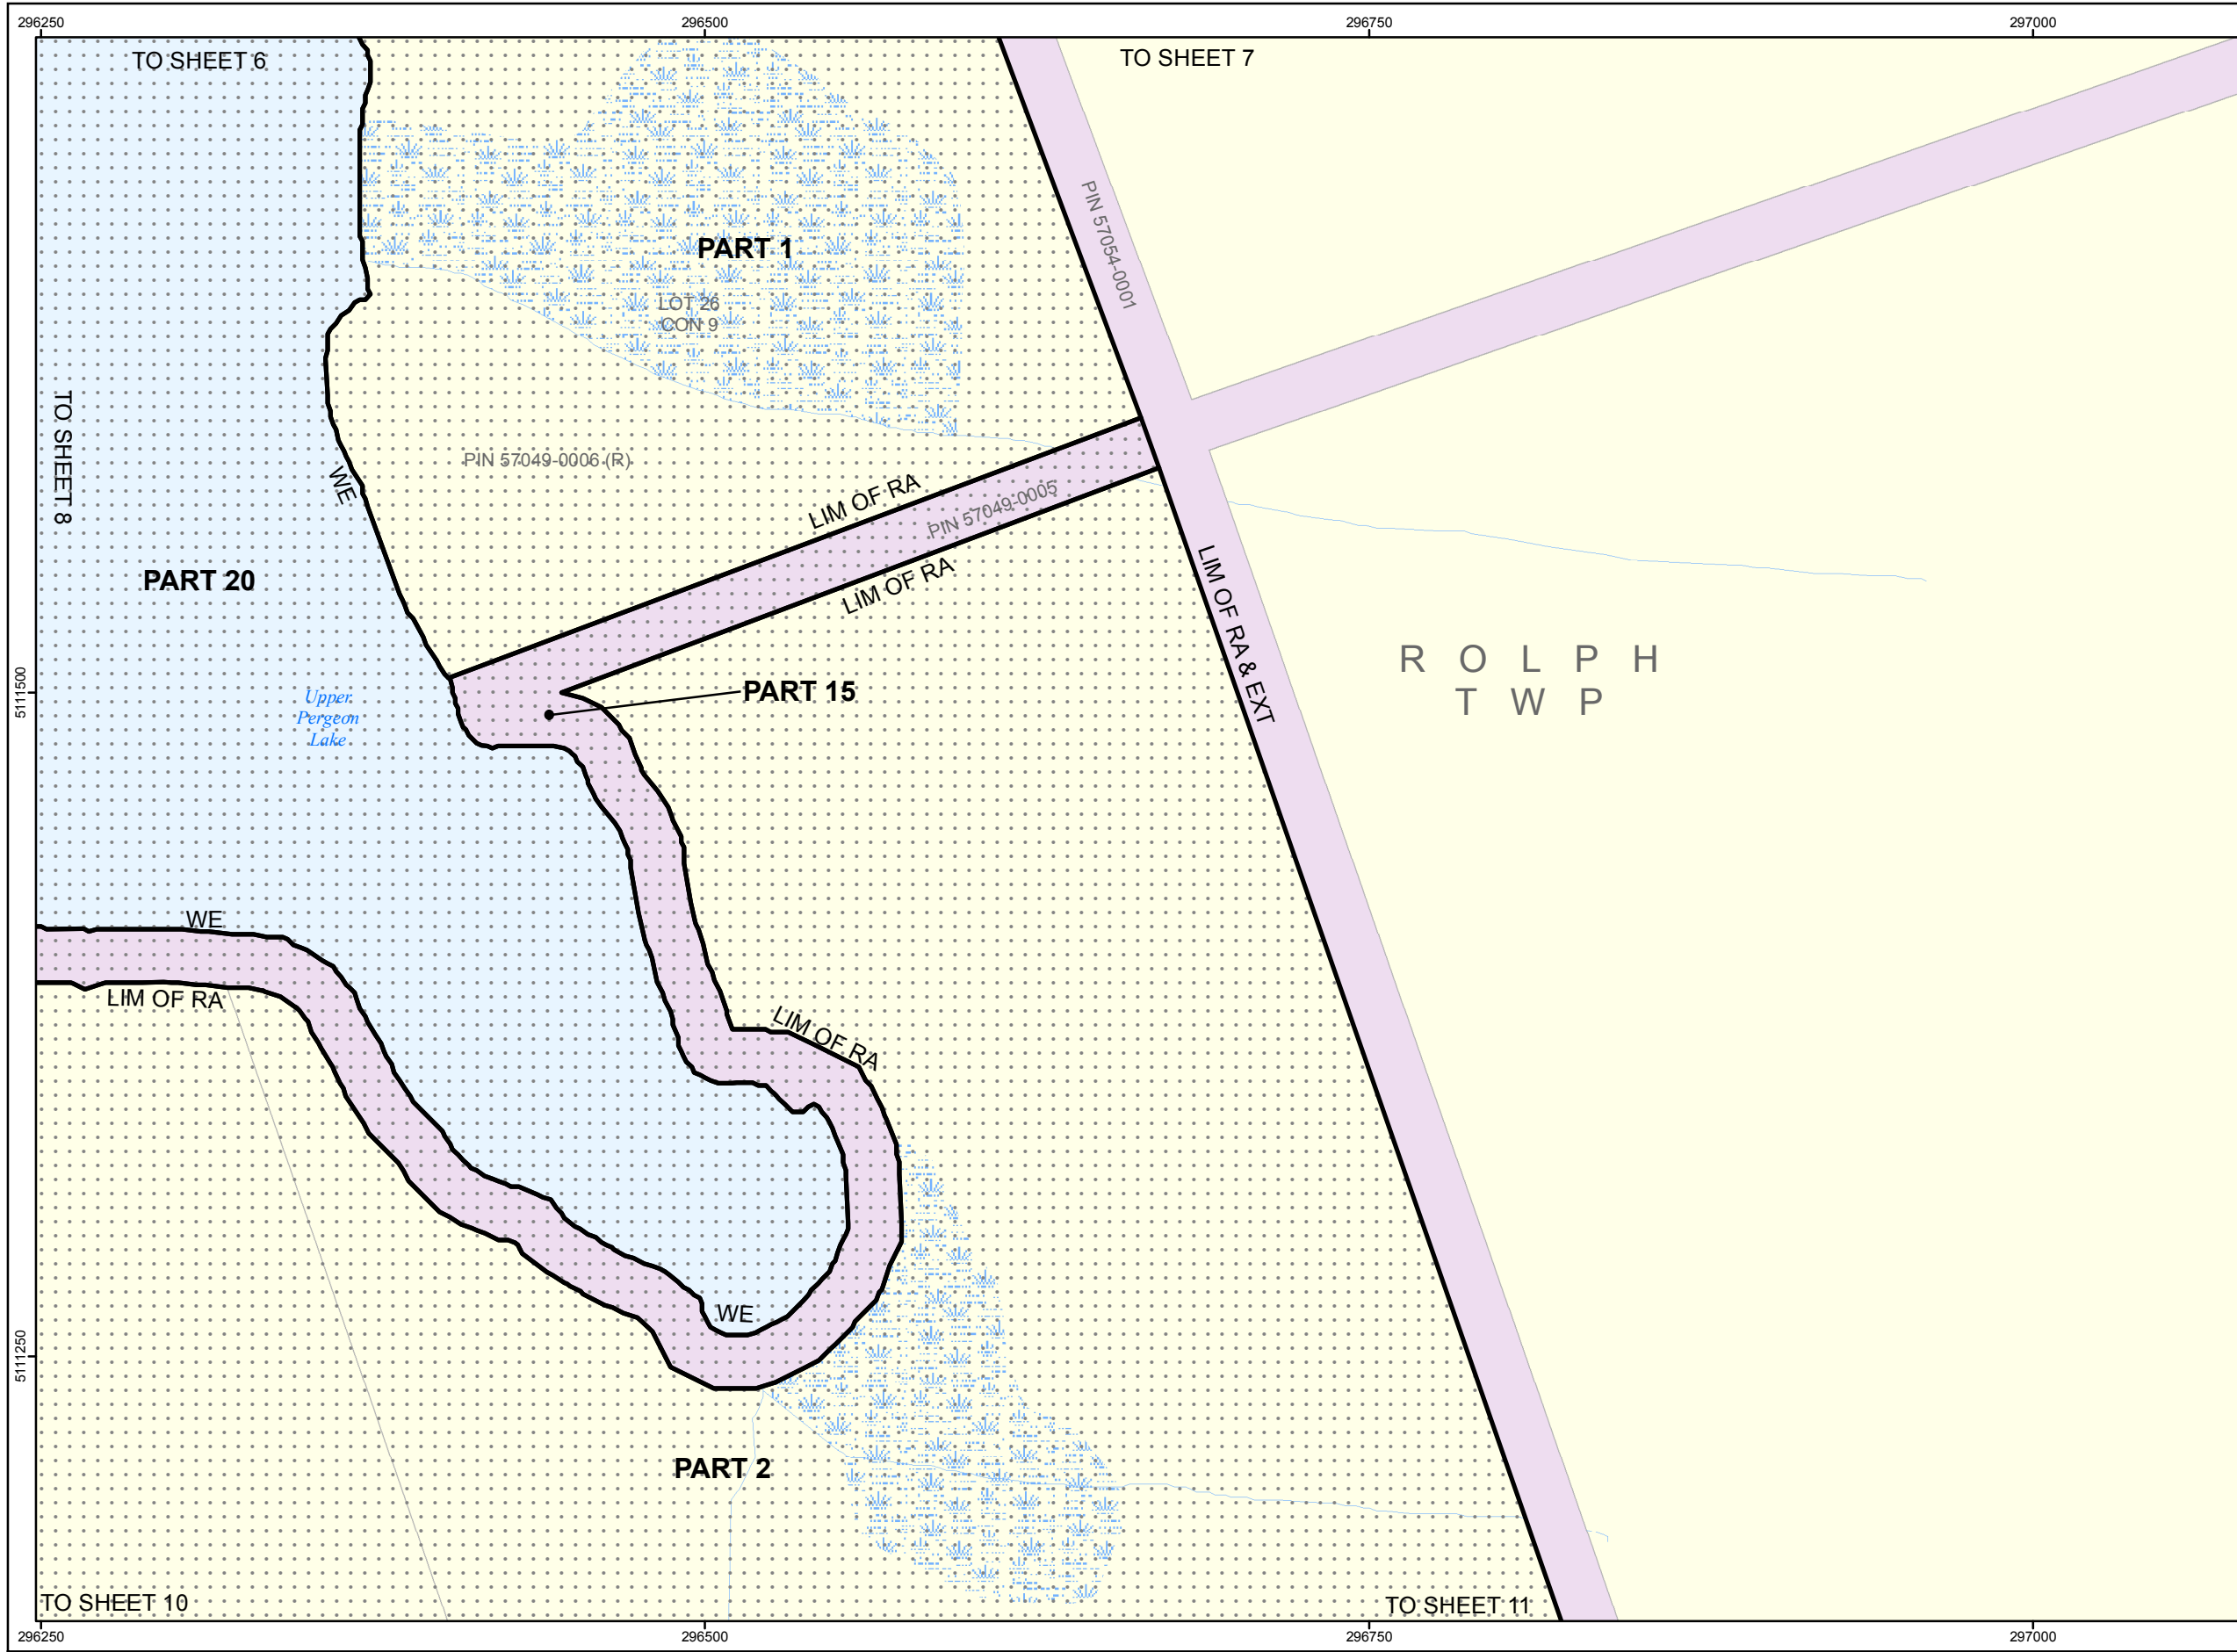 296250
296500
296750
297000
TO SHEET 6
TO SHEET 7
PIN 57054-0001
PART 1
LOT 26
CON 9
TO SHEET 8
WE
PIN 57049-0006 (R)
LIM OF RA
PIN 57049-0005
LIM OF RA
PART 20
LIM OF RA & EXT
ROLPH
TWP
5111500
Upper
Pergeon
Lake
PART 15
WE
LIM OF RA
LIM OF RA
WE
5111250
PART 2
TO SHEET 10
TO SHEET 11
296250
296500
296750
297000